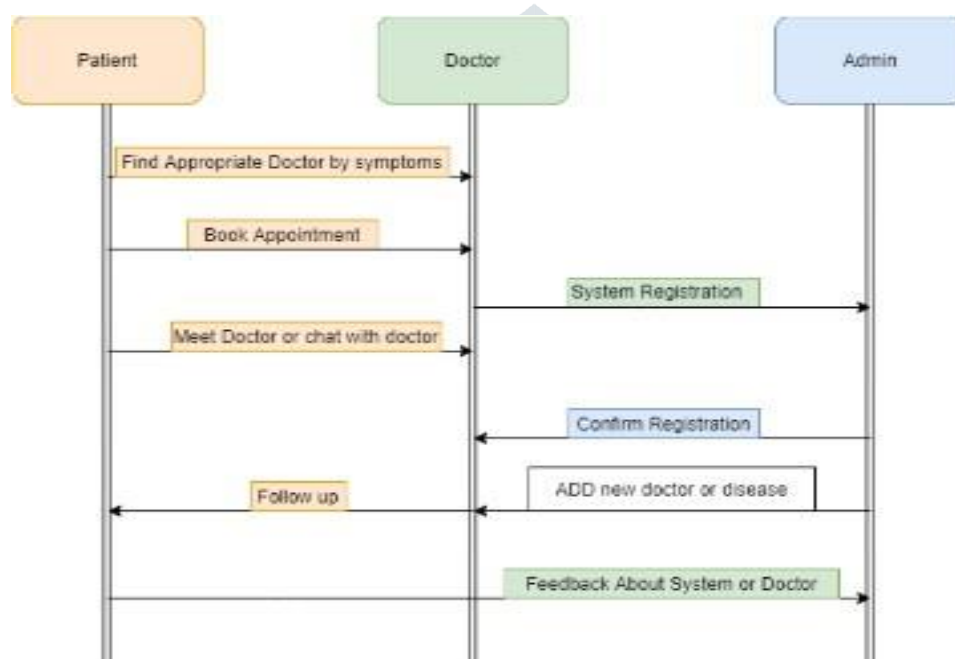 Patient
Doctor
Admin
Find Appropriate Doctor by symptoms
Book Appointment
System Registration
Meet Doctor or chat with doctor
Confirm Registration
ADD new doctor or disease
Follow up
Feedback About System or Doctor